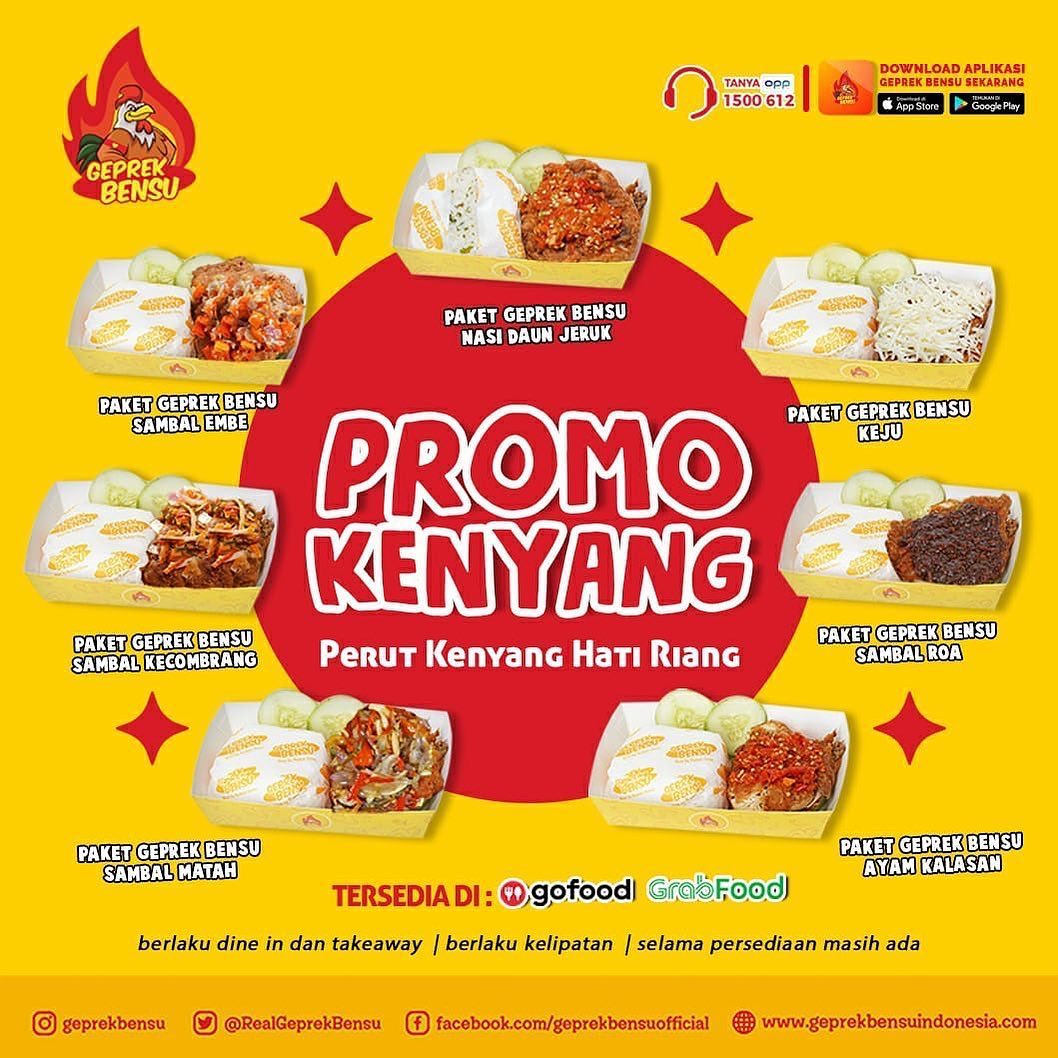 GEPREK
BENSU
TANYA opp
1500 612
DOWNLOAD APLIKASI
GEPREK BENSU SEKARANG
Download di
App Store
TEMUKAN DI
Google Play
PAKET GEPREK BENSU
NASI DAUN JERUK
PAKET GEPREK BENSU
SAMBAL EMBE
PAKET GEPREK BENSU
KEJU
PROMO
KENYANG
PERUT KENYANG HATI RIANG
PAKET GEPREK BENSU
SAMBAL KECOMBRANG
PAKET GEPREK BENSU
SAMBAL ROA
PAKET GEPREK BENSU
SAMBAL MATAH
PAKET GEPREK BENSU
AYAM KALASAN
TERSEDIA DI : gofood GrabFood
berlaku dine in dan takeaway | berlaku kelipatan | selama persediaan masih ada
geprekbensu @RealGeprekBensu facebook.com/geprekbensuofficial www.geprekbensuindonesia.com